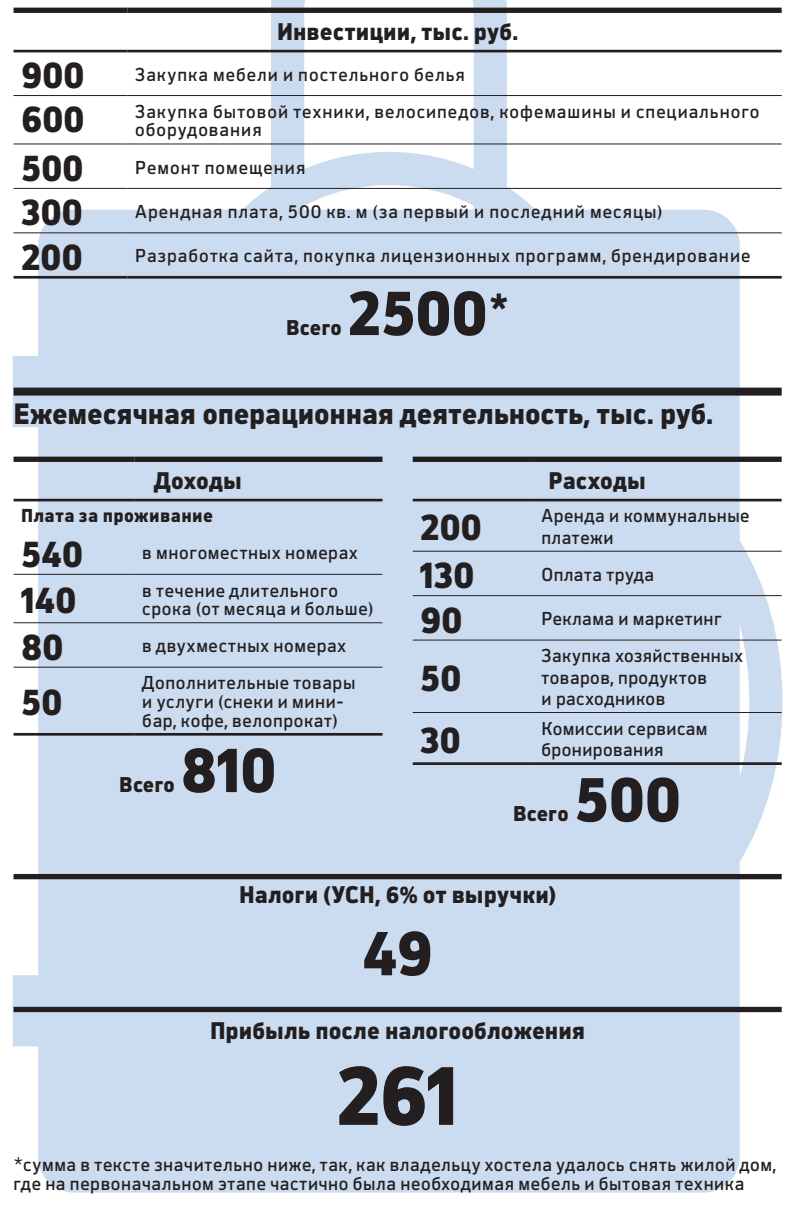 Инвестиции, тыс. руб.
900 Закупка мебели и постельного белья
600 Закупка бытовой техники, велосипедов, кофемашины и специального
оборудования
500 Ремонт помещения
300 Арендная плата, 500 кв. м (за первый и последний месяцы)
200 Разработка сайта, покупка лицензионных программ, брендирование
Всего 2500*
Ежемесячная операционная деятельность, тыс. руб.
Доходы
Плата за проживание
540 в многоместных номерах
140 в течение длительного
срока (от месяца и больше)
80 в двухместных номерах
50 Дополнительные товары
и услуги (снеки и мини-
бар, кофе, велопрокат)
Всего 810
Расходы
200 Аренда и коммунальные
платежи
130 Оплата труда
90 Реклама и маркетинг
50 Закупка хозяйственных
товаров, продуктов
и расходников
30 Комиссии сервисам
бронирования
Всего 500
Налоги (УСН, 6% от выручки)
49
Прибыль после налогообложения
261
*сумма в тексте значительно ниже, так, как владельцу хостела удалось снять жилой дом,
где на первоначальном этапе частично была необходимая мебель и бытовая техника